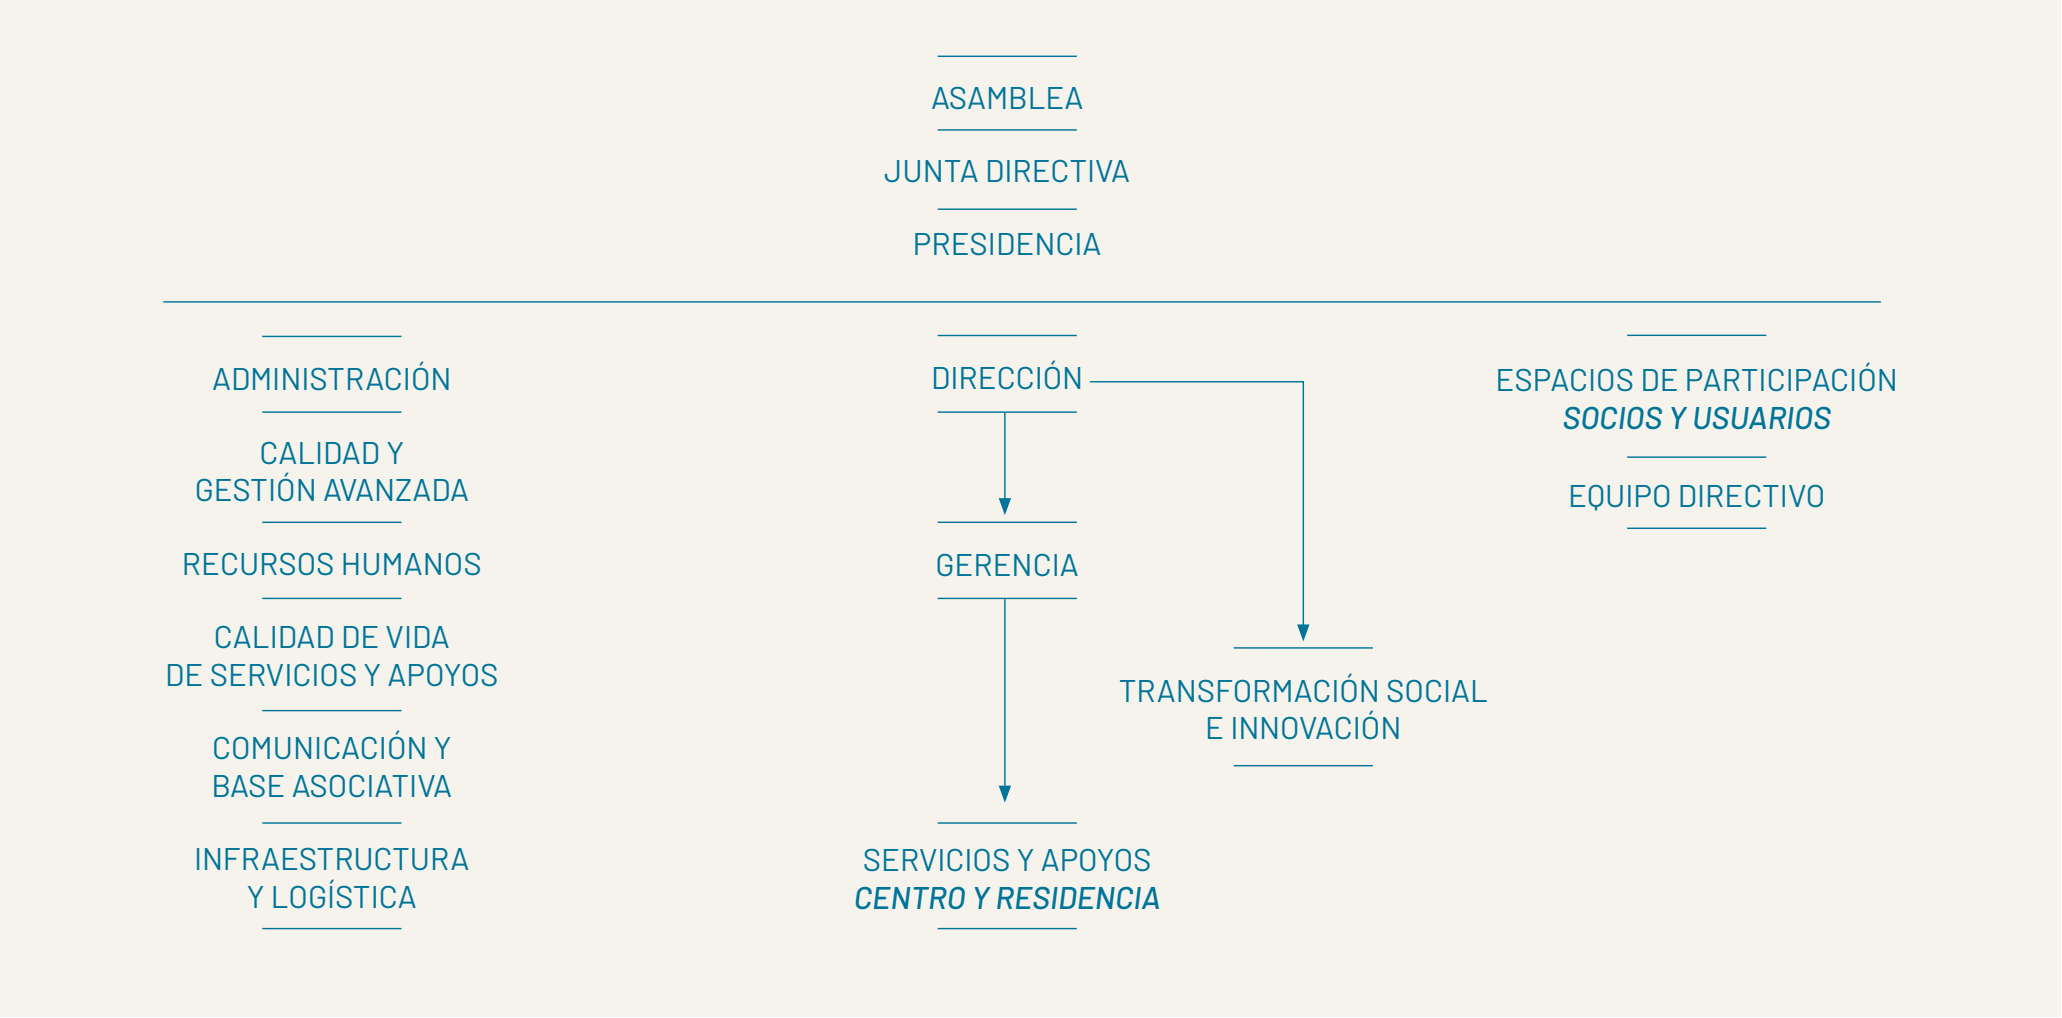 ASAMBLEA
JUNTA DIRECTIVA
PRESIDENCIA
ADMINISTRACIÓN
CALIDAD Y
GESTIÓN AVANZADA
RECURSOS HUMANOS
CALIDAD DE VIDA
DE SERVICIOS Y APOYOS
COMUNICACIÓN Y
BASE ASOCIATIVA
INFRAESTRUCTURA
Y LOGÍSTICA
DIRECCIÓN
GERENCIA
SERVICIOS Y APOYOS
CENTRO Y RESIDENCIA
TRANSFORMACIÓN SOCIAL
E INNOVACIÓN
ESPACIOS DE PARTICIPACIÓN
SOCIOS Y USUARIOS
EQUIPO DIRECTIVO